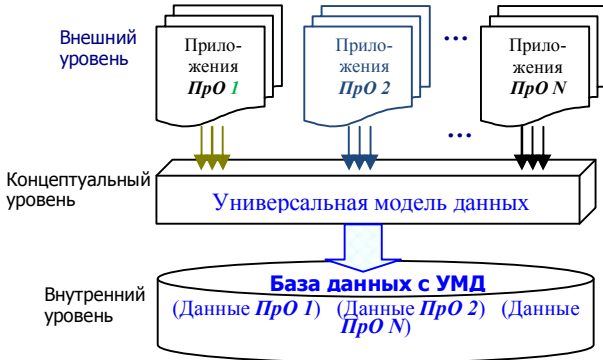 Внешний
уровень
Прило-
жения
ПрО 1
Прило-
жения
ПрО 2
...
Прило-
жения
ПрО N
...
Концептуальный
уровень
Универсальная модель данных
Внутренний
уровень
База данных с УМД
(Данные ПрО 1) (Данные ПрО 2) (Данные
ПрО N)